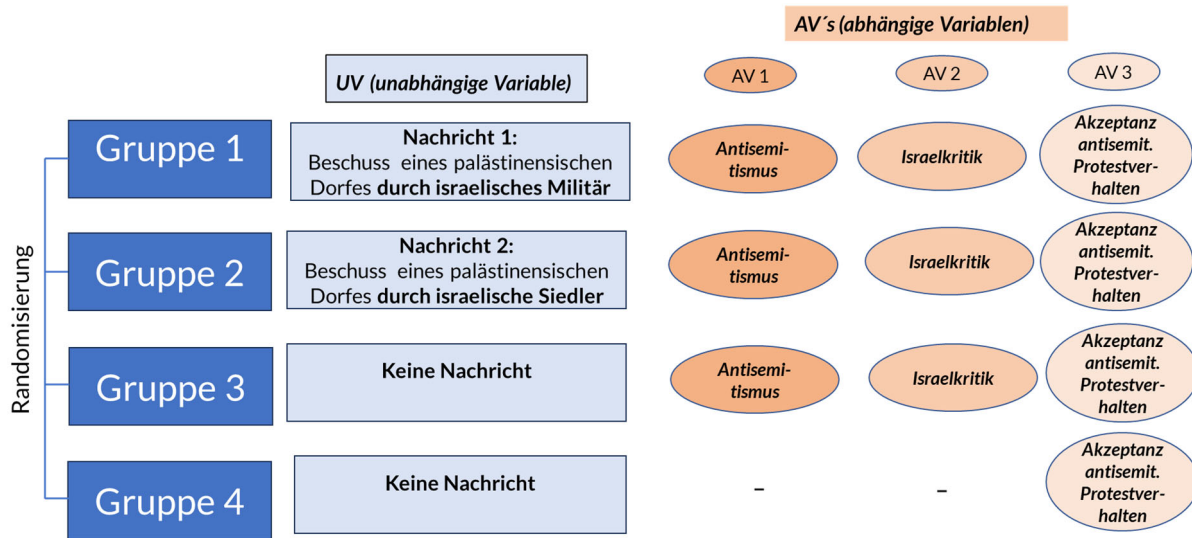 AV´s (abhängige Variablen)
UV (unabhängige Variable)
AV 1
AV 2
AV 3
Randomisierung
Gruppe 1
Nachricht 1:
Beschuss eines palästinensischen
Dorfes durch israelisches Militär
Antisemi-
titismus
Israelkritik
Akzeptanz
antisemit.
Protestver-
halten
Gruppe 2
Nachricht 2:
Beschuss eines palästinensischen
Dorfes durch israelische Siedler
Antisemi-
titismus
Israelkritik
Akzeptanz
antisemit.
Protestver-
halten
Gruppe 3
Keine Nachricht
Antisemi-
titismus
Israelkritik
Akzeptanz
antisemit.
Protestver-
halten
Gruppe 4
Keine Nachricht
–
–
Akzeptanz
antisemit.
Protestver-
halten